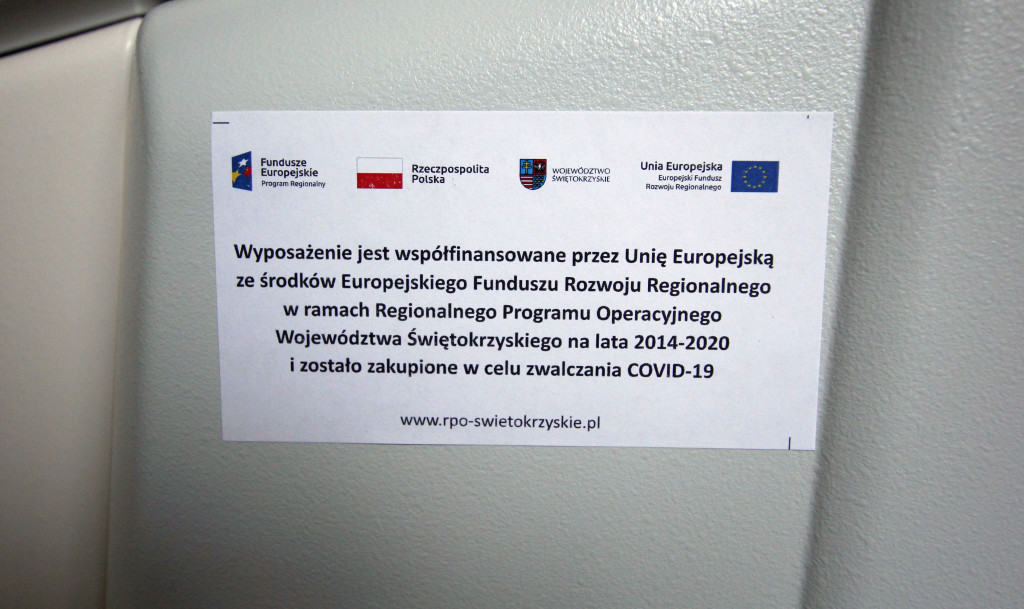 Fundusze
Europejskie
Program Regionalny
Rzeczpospolita
Polska
WOJEWÓDZTWO
ŚWIĘTOKRZYSKIE
Unia Europejska
Europejski Fundusz
Rozwoju Regionalnego
Wyposażenie jest współfinansowane przez Unię Europejską
ze środków Europejskiego Funduszu Rozwoju Regionalnego
w ramach Regionalnego Programu Operacyjnego
Województwa Świętokrzyskiego na lata 2014-2020
i zostało zakupione w celu zwalczania COVID-19
www.rpo-swietokrzyskie.pl